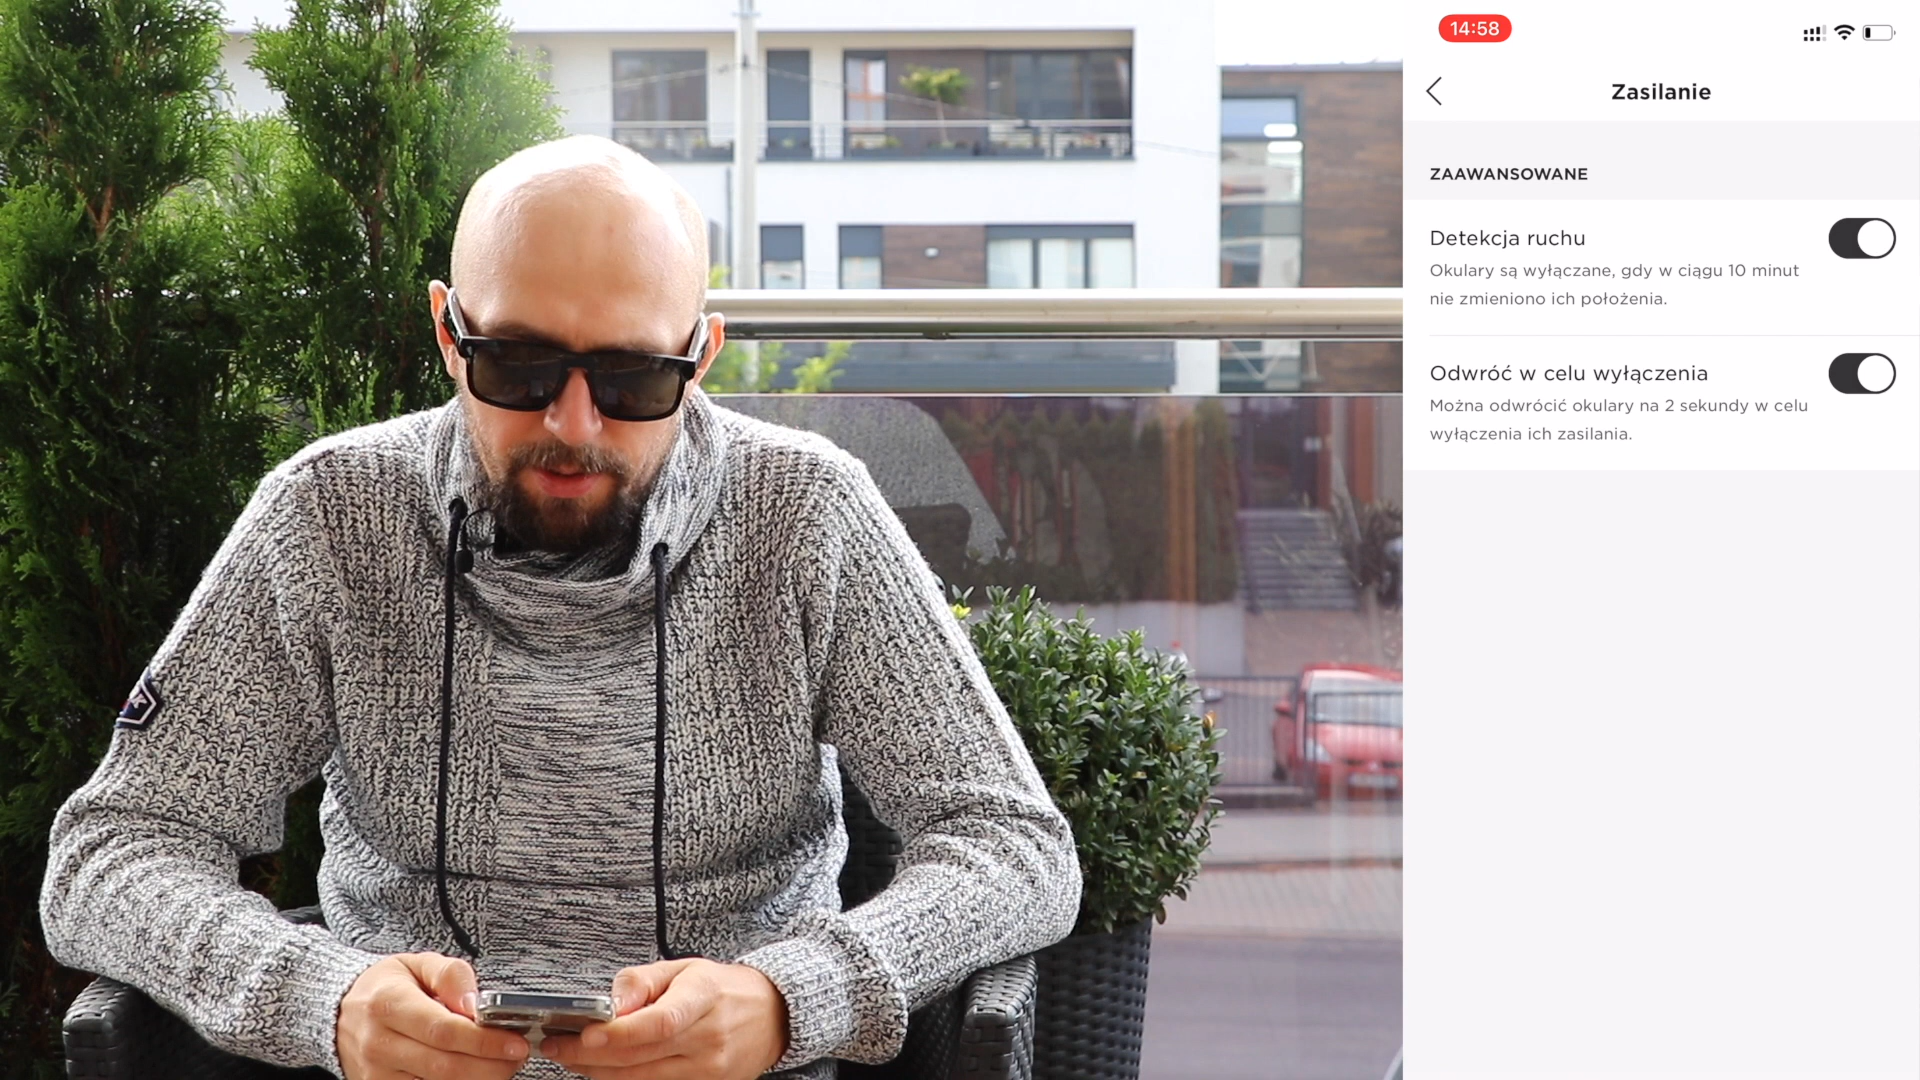 14:58
Zasilanie
ZAAWANSOWANE
Detekcja ruchu
Okulary są wyłączane, gdy w ciągu 10 minut
nie zmieniono ich położenia.
Odwróć w celu wyłączenia
Można odwrócić okulary na 2 sekundy w celu
wyłączenia ich zasilania.